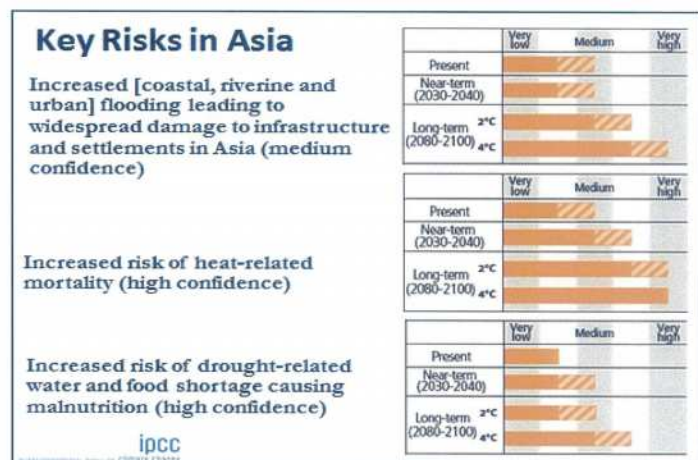 Key Risks in Asia
Increased [coastal, riverine and
urban] flooding leading to
widespread damage to infrastructure
and settlements in Asia (medium
confidence)
Very low Medium Very high
Present
Near-term
(2030-2040)
Long-term 2°C
(2080-2100) 4°C
Increased risk of heat-related
mortality (high confidence)
Very low Medium Very high
Present
Near-term
(2030-2040)
Long-term 2°C
(2080-2100) 4°C
Increased risk of drought-related
water and food shortage causing
malnutrition (high confidence)
Very low Medium Very high
Present
Near-term
(2030-2040)
Long-term 2°C
(2080-2100) 4°C
ipcc